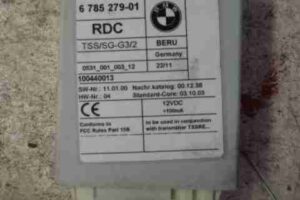 6 785 279-01
RDC
TSS/SG-G3/2
BERU
Germany
0531_001_003_12
22/11
100440013
SW-Nr.: 11.01.00
Nachr.katalog: 00.12.38
HW-Nr.: 04
Standard-Core: 03.10.03
CE
12VDC
<100mA
Conforms to
FCC Rules Part 15B
to be used in conjunction
with transmitter TSSRE...